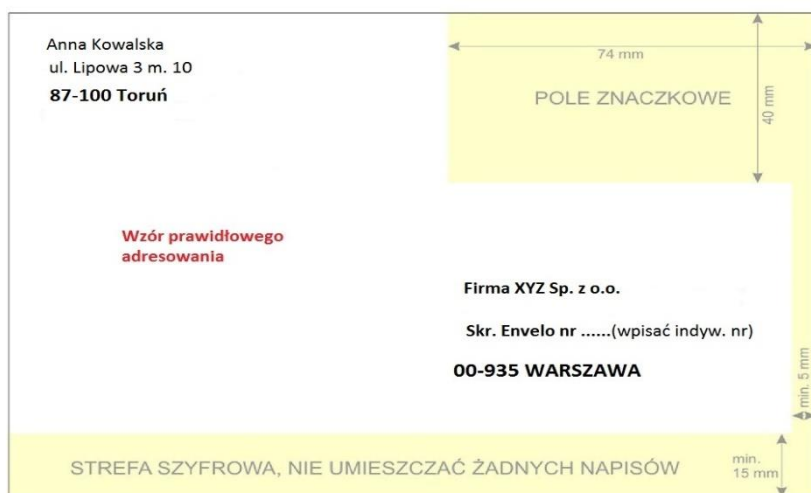 Anna Kowalska
ul. Lipowa 3 m. 10
87-100 Toruń
74 mm
POLE ZNACZKOWE
40 mm
Wzór prawidłowego
adresowania
Firma XYZ Sp. z o.o.
Skr. Envelo nr ......(wpisać indyw. nr)
00-935 WARSZAWA
min. 5 mm
STREFA SZYFROWA, NIE UMIESZCZAĆ ŻADNYCH NAPISÓW
min.
15 mm